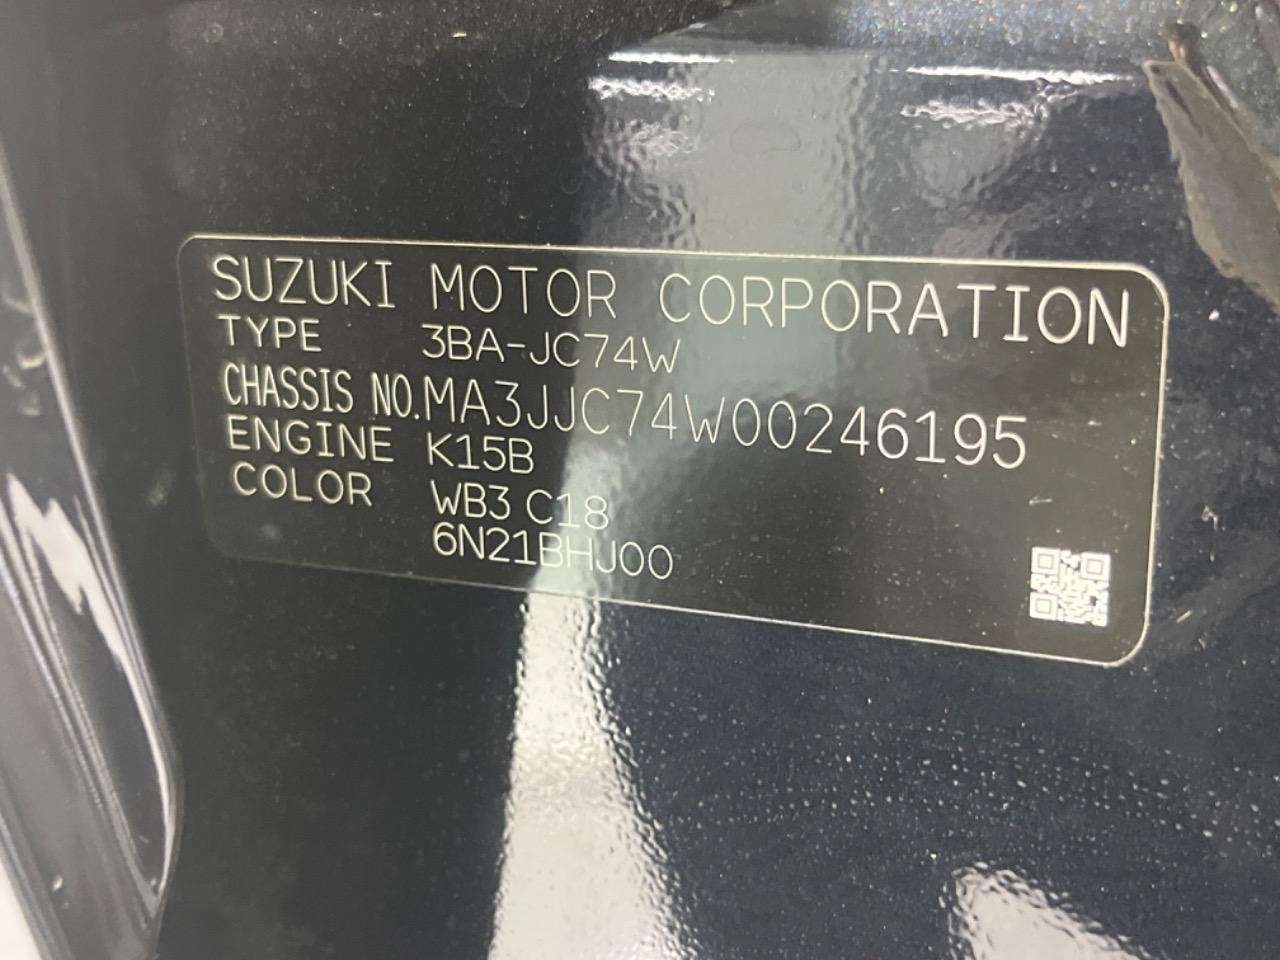 SUZUKI MOTOR CORPORATION
TYPE 3BA-JC74W
CHASSIS NO.MA3JJC74W00246195
ENGINE K15B
COLOR WB3 C18
6N21BHJ00